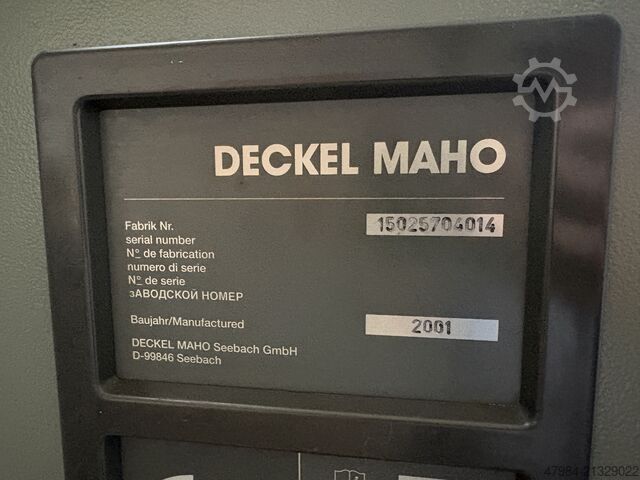 DECKEL MAHO
Fabrik Nr. 15025704014
serial number
Nº de fabrication
numero di serie
Nº de serie
зАВОДСКОЙ НОМЕР
Baujahr/Manufactured 2001
DECKEL MAHO Seebach GmbH
D-99846 Seebach
47984-21329022